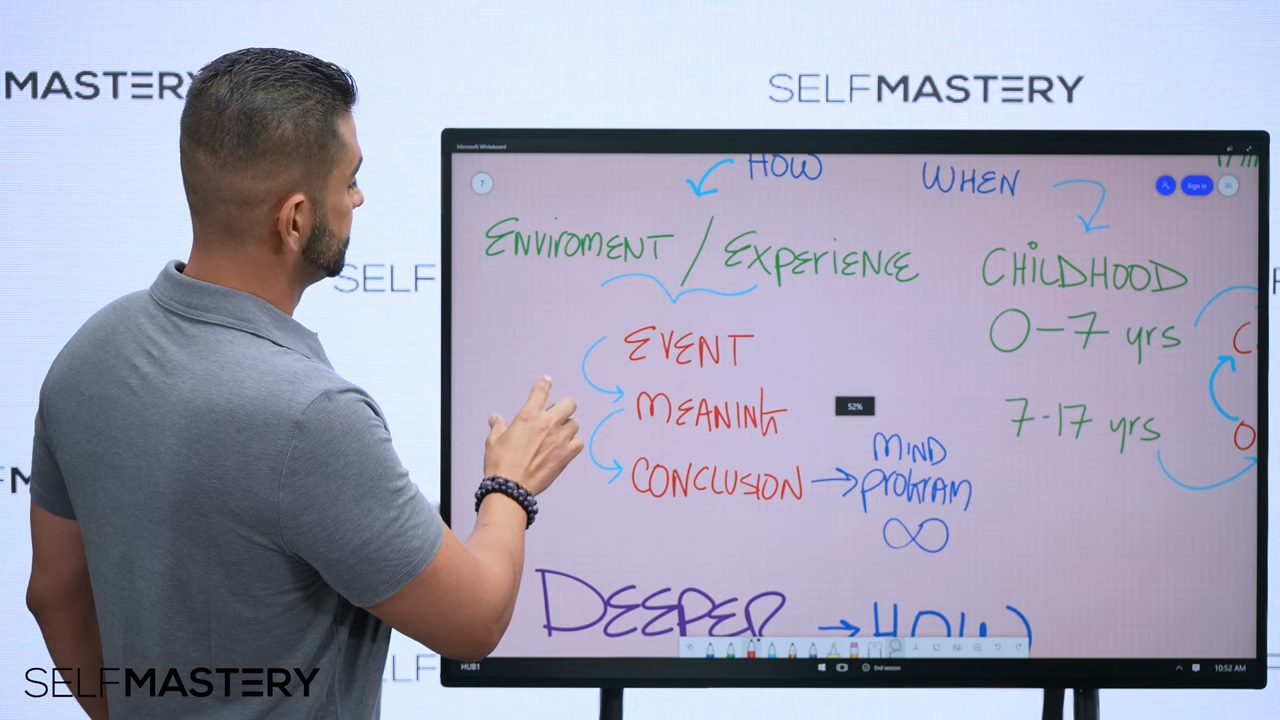 MASTERY
SELFMASTERY
Microsoft Whiteboard
HOW
WHEN
Sign in
ENVIROMENT / EXPERIENCE
CHILDHOOD
SELF
0-7 yrs
EVENT
MEANING
52%
7-17 yrs
MIND
CONCLUSION → PROGRAM
∞
DEEPER → HOW
SELF
HUB1
End session
10:52 AM
SELFMASTERY